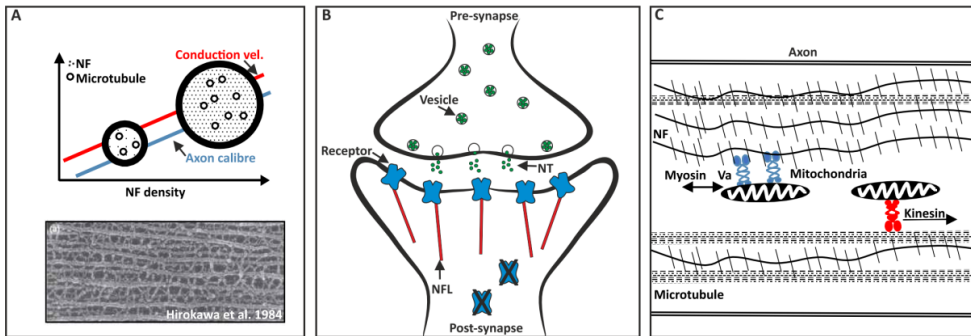 A
Conduction vel.
NF
Microtubule
Axon calibre
NF density
Hirokawa et al. 1984
B
Pre-synapse
Vesicle
Receptor
NT
NFL
Post-synapse
C
Axon
NF
Myosin
Va
Mitochondria
Kinesin
Microtubule